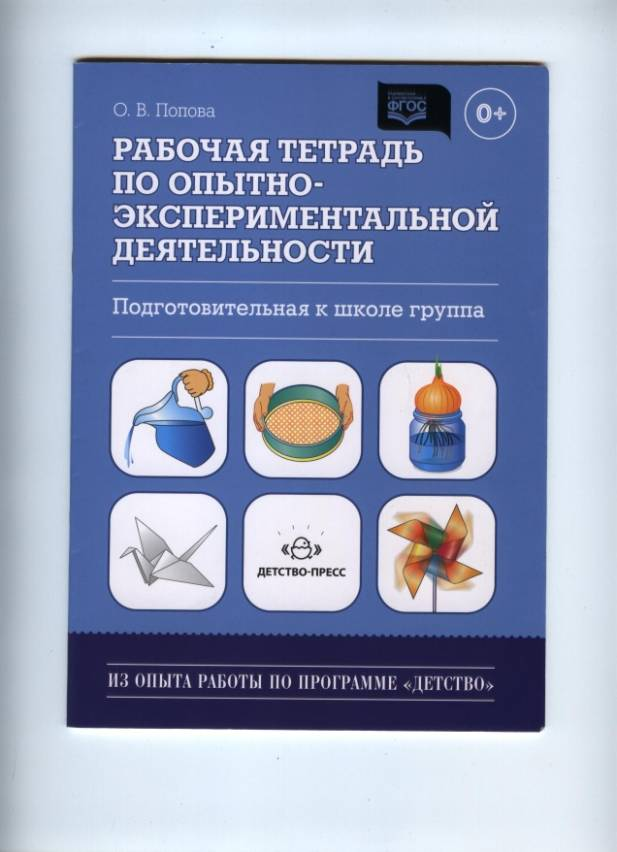 О. В. Попова
ФГОС
0+
РАБОЧАЯ ТЕТРАДЬ
ПО ОПЫТНО-
ЭКСПЕРИМЕНТАЛЬНОЙ
ДЕЯТЕЛЬНОСТИ
Подготовительная к школе группа
ДЕТСТВО-ПРЕСС
ИЗ ОПЫТА РАБОТЫ ПО ПРОГРАММЕ «ДЕТСТВО»